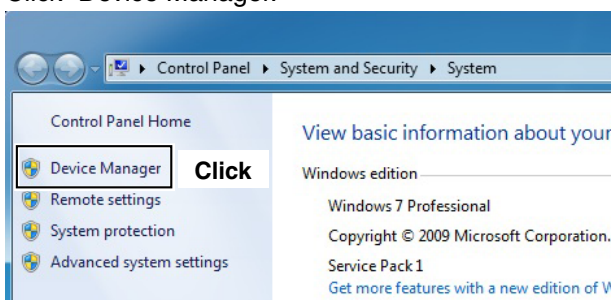 Click "Device Manager."
Control Panel ▸ System and Security ▸ System
Control Panel Home
Device Manager
Click
Remote settings
System protection
Advanced system settings
View basic information about your
Windows edition
Windows 7 Professional
Copyright © 2009 Microsoft Corporation.
Service Pack 1
Get more features with a new edition of W